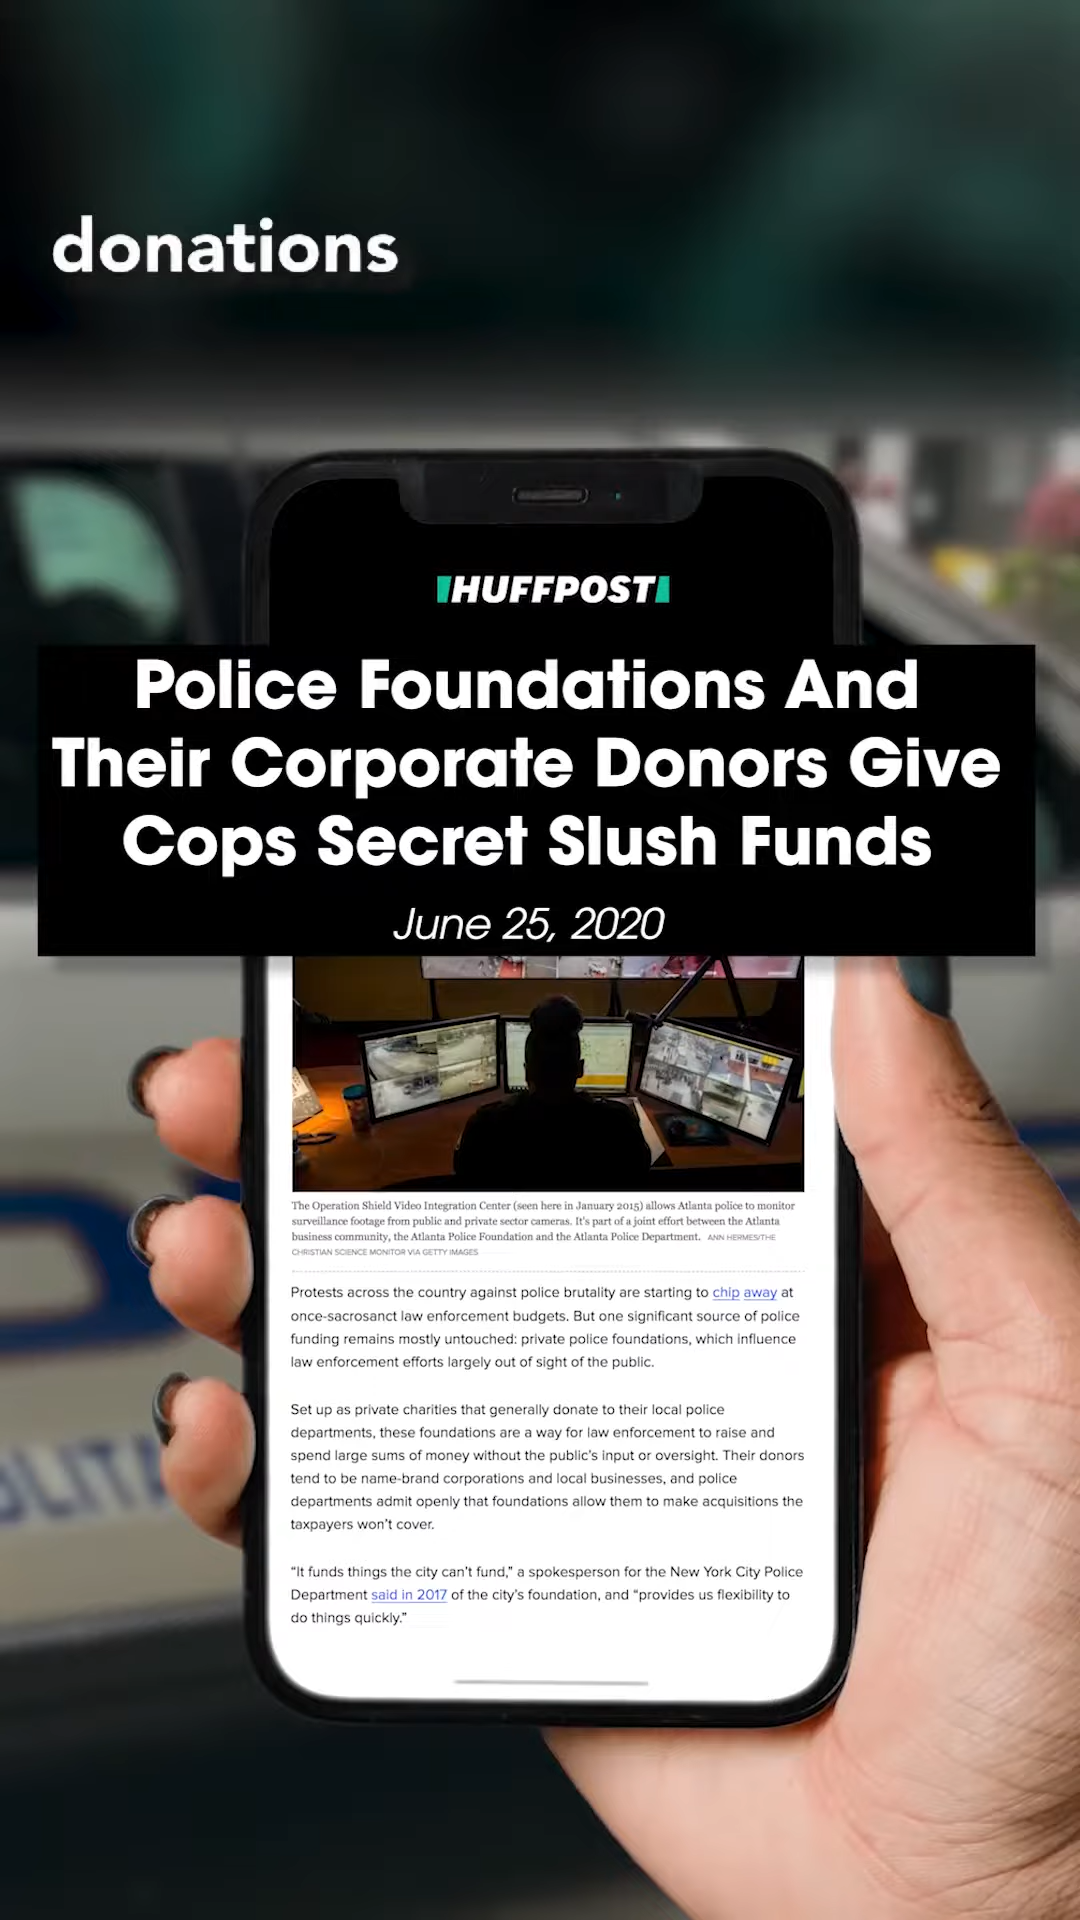 donations
HUFFPOST
Police Foundations And
Their Corporate Donors Give
Cops Secret Slush Funds
June 25, 2020
The Operation Shield Video Integration Center (seen here in January 2015) allows Atlanta police to monitor
surveillance footage from public and private sector cameras. It's part of a joint effort between the Atlanta
business community, the Atlanta Police Foundation and the Atlanta Police Department. ANN HERMES/THE
CHRISTIAN SCIENCE MONITOR VIA GETTY IMAGES
Protests across the country against police brutality are starting to chip away at
once-sacrosanct law enforcement budgets. But one significant source of police
funding remains mostly untouched: private police foundations, which influence
law enforcement efforts largely out of sight of the public.
Set up as private charities that generally donate to their local police
departments, these foundations are a way for law enforcement to raise and
spend large sums of money without the public's input or oversight. Their donors
tend to be name-brand corporations and local businesses, and police
departments admit openly that foundations allow them to make acquisitions the
taxpayers won't cover.
“It funds things the city can't fund,” a spokesperson for the New York City Police
Department said in 2017 of the city's foundation, and “provides us flexibility to
do things quickly.”